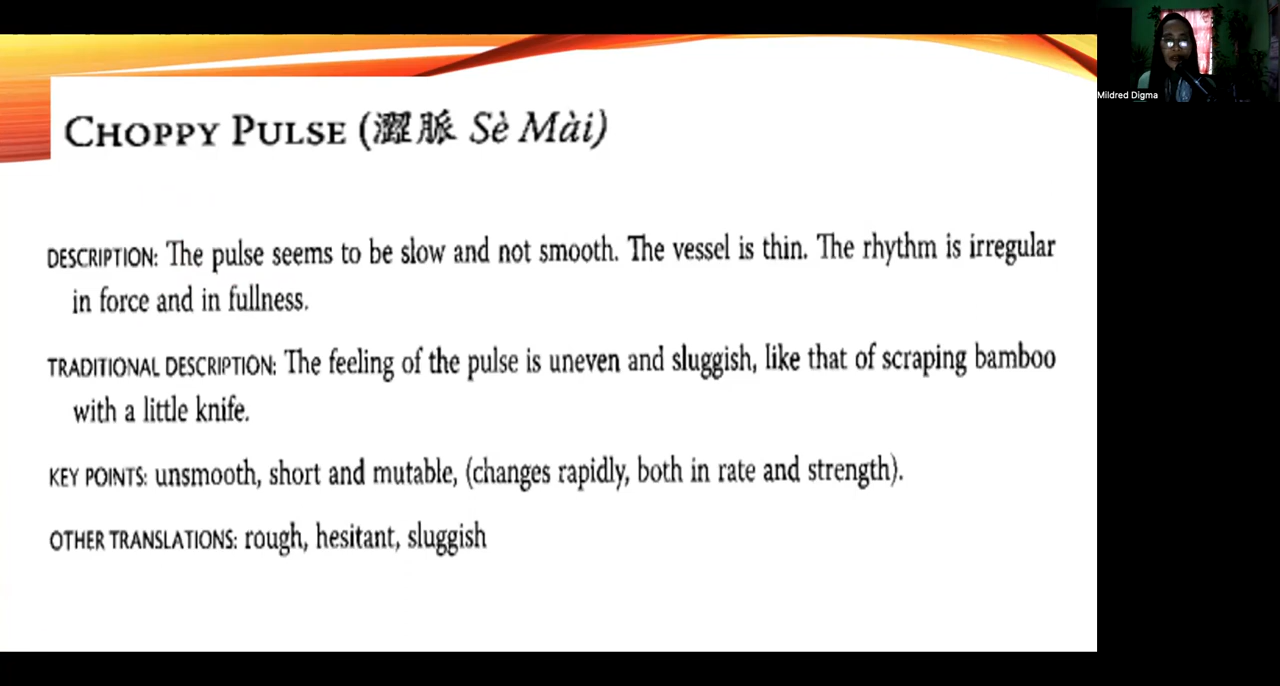 CHOPPY PULSE (澀脈 Sè Mài)
DESCRIPTION: The pulse seems to be slow and not smooth. The vessel is thin. The rhythm is irregular
in force and in fullness.
TRADITIONAL DESCRIPTION: The feeling of the pulse is uneven and sluggish, like that of scraping bamboo
with a little knife.
KEY POINTS: unsmooth, short and mutable, (changes rapidly, both in rate and strength).
OTHER TRANSLATIONS: rough, hesitant, sluggish
Mildred Digma